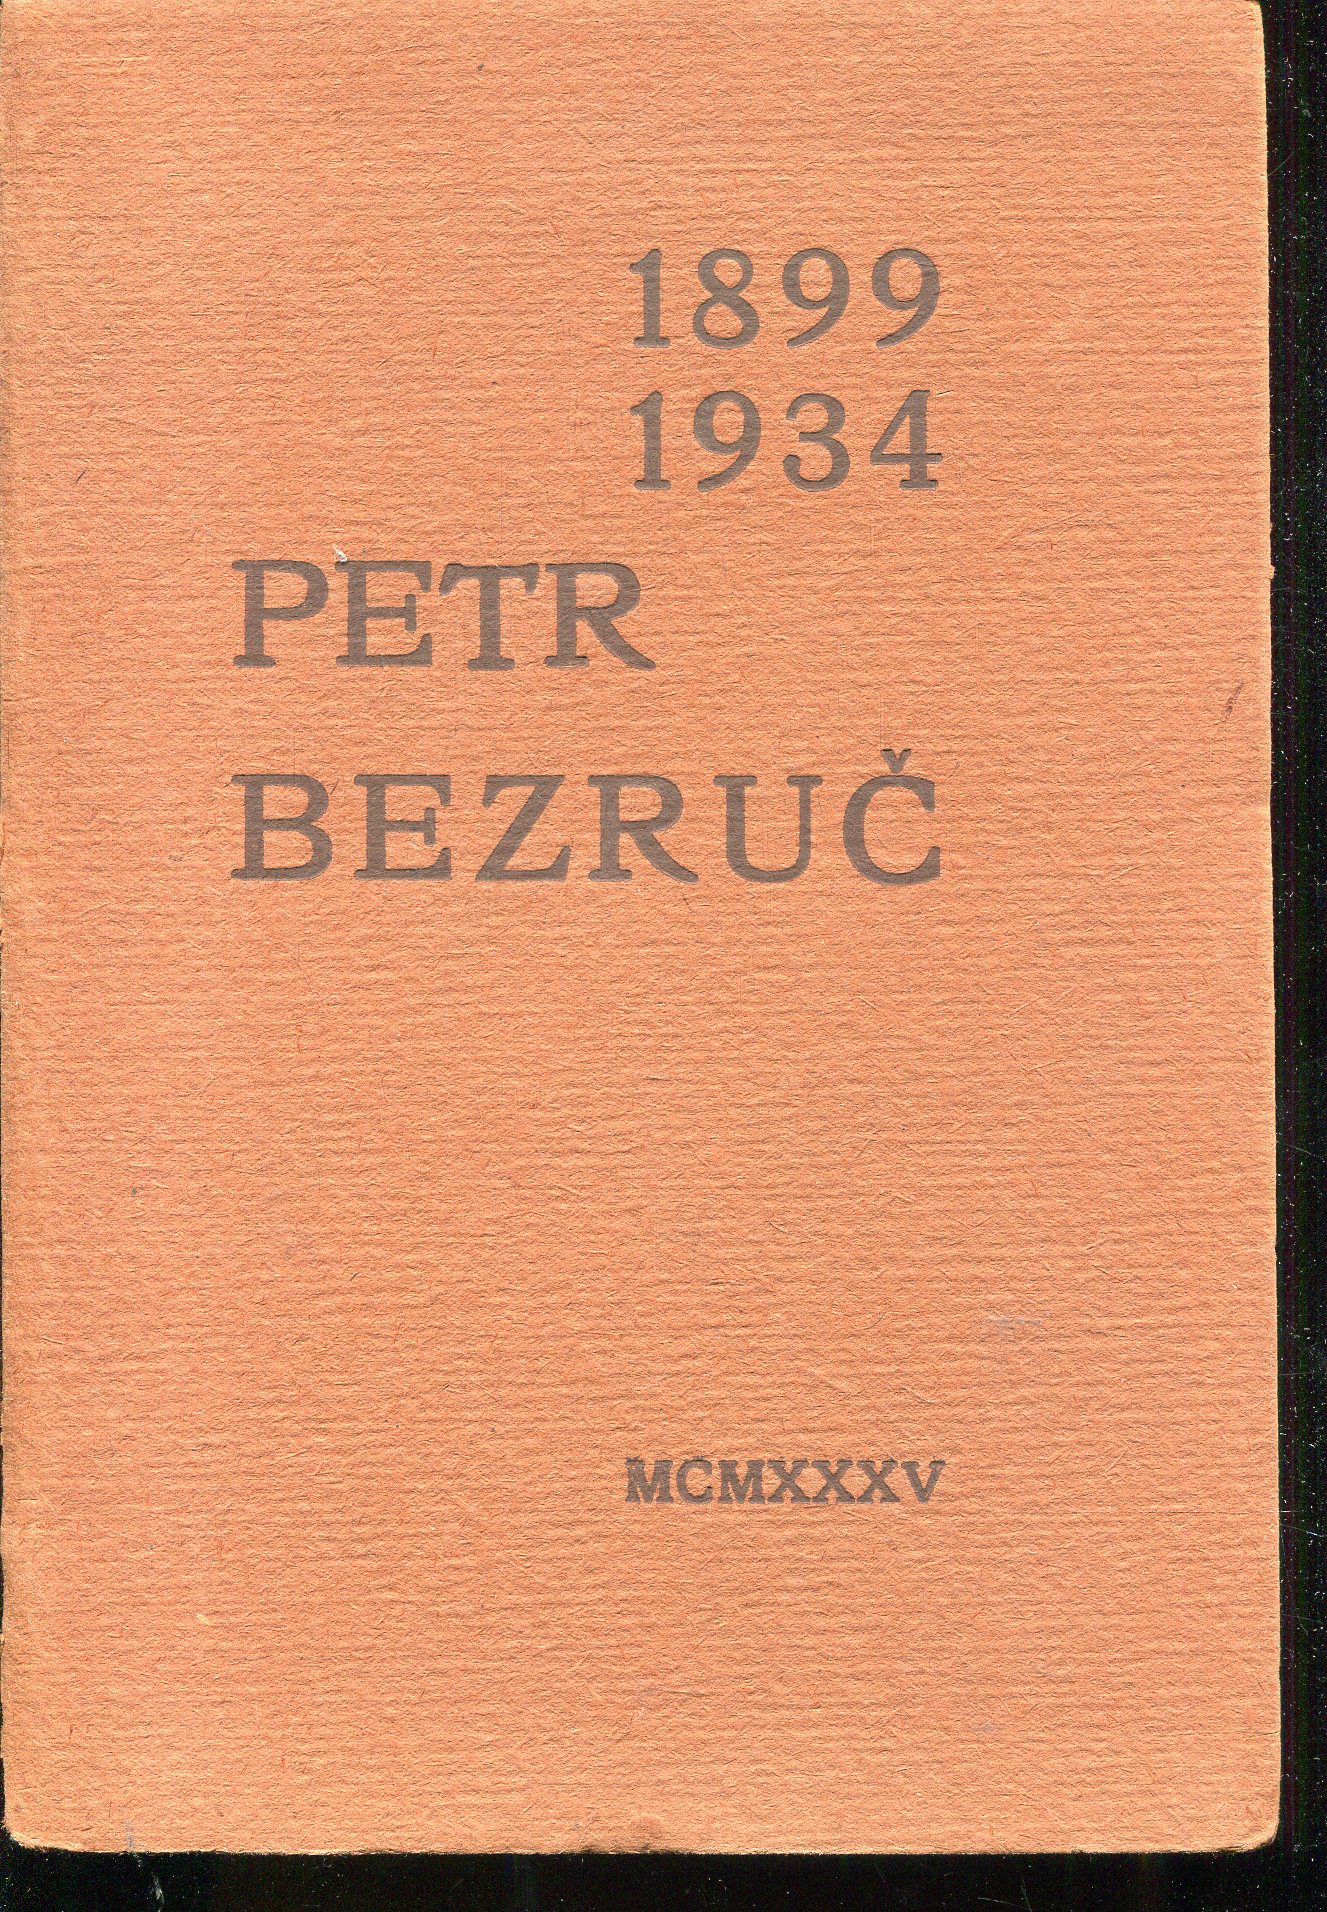 1899
1934
PETR
BEZRUČ
MCMXXXV